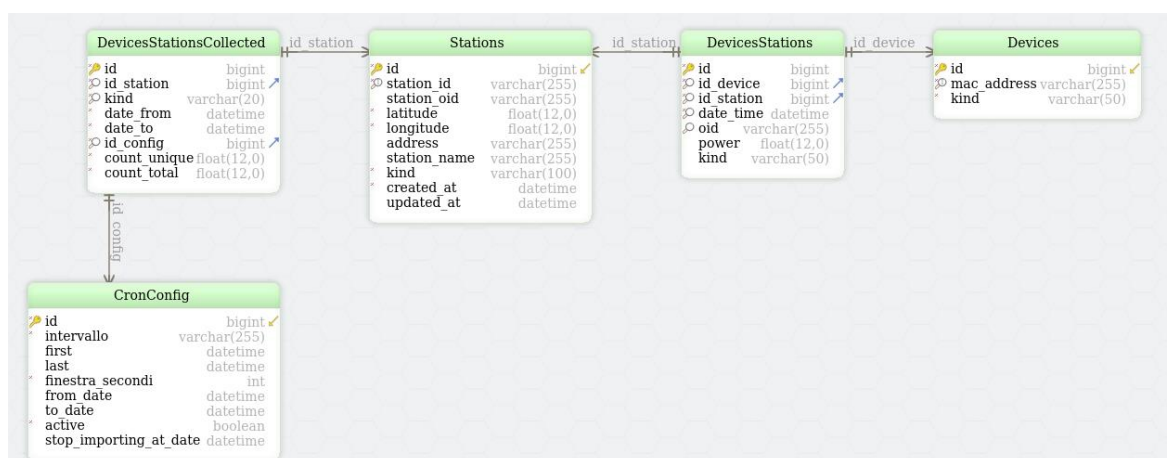 DevicesStationsCollected
id bigint
id_station bigint
kind varchar(20)
date_from datetime
date_to datetime
id_config bigint
count_unique float(12,0)
count_total float(12,0)
id_station
Stations
id bigint
station_id varchar(255)
station_oid varchar(255)
latitude float(12,0)
longitude float(12,0)
address varchar(255)
station_name varchar(255)
kind varchar(100)
created_at datetime
updated_at datetime
id_station
DevicesStations
id bigint
id_device bigint
id_station bigint
date_time datetime
oid varchar(255)
power float(12,0)
kind varchar(50)
id_device
Devices
id bigint
mac_address varchar(255)
kind varchar(50)
id_config
CronConfig
id bigint
intervallo varchar(255)
first datetime
last datetime
finestra_secondi int
from_date datetime
to_date datetime
active boolean
stop_importing_at_date datetime